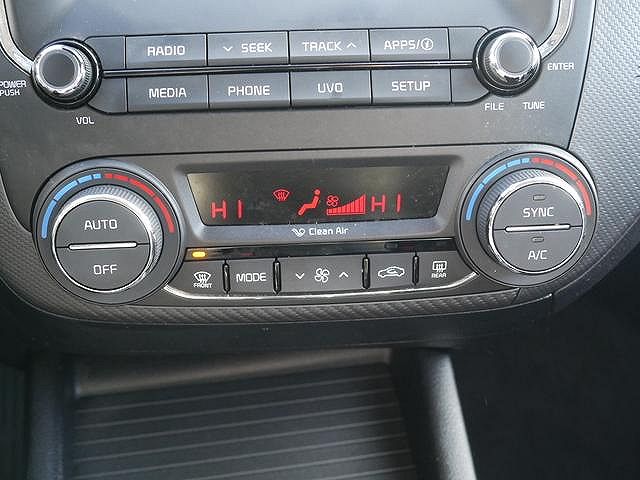 RADIO SEEK TRACK APPS/
POWER PUSH MEDIA PHONE UVO SETUP ENTER
VOL FILE TUNE
HI HI
AUTO SYNC
Clean Air
OFF A/C
FRONT MODE REAR